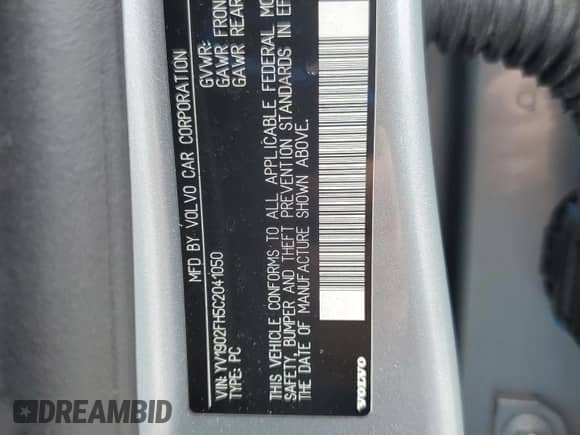 MFD BY VOLVO CAR CORPORATION
GVWR:
GAWR FRON
GAWR REAR
VIN: YV1902FH5C2041050
TYPE: PC
THIS VEHICLE CONFORMS TO ALL APPLICABLE FEDERAL MO
SAFETY, BUMPER AND THEFT PREVENTION STANDARDS IN EF
THE DATE OF MANUFACTURE SHOWN ABOVE.
VOLVO
DREAMBID